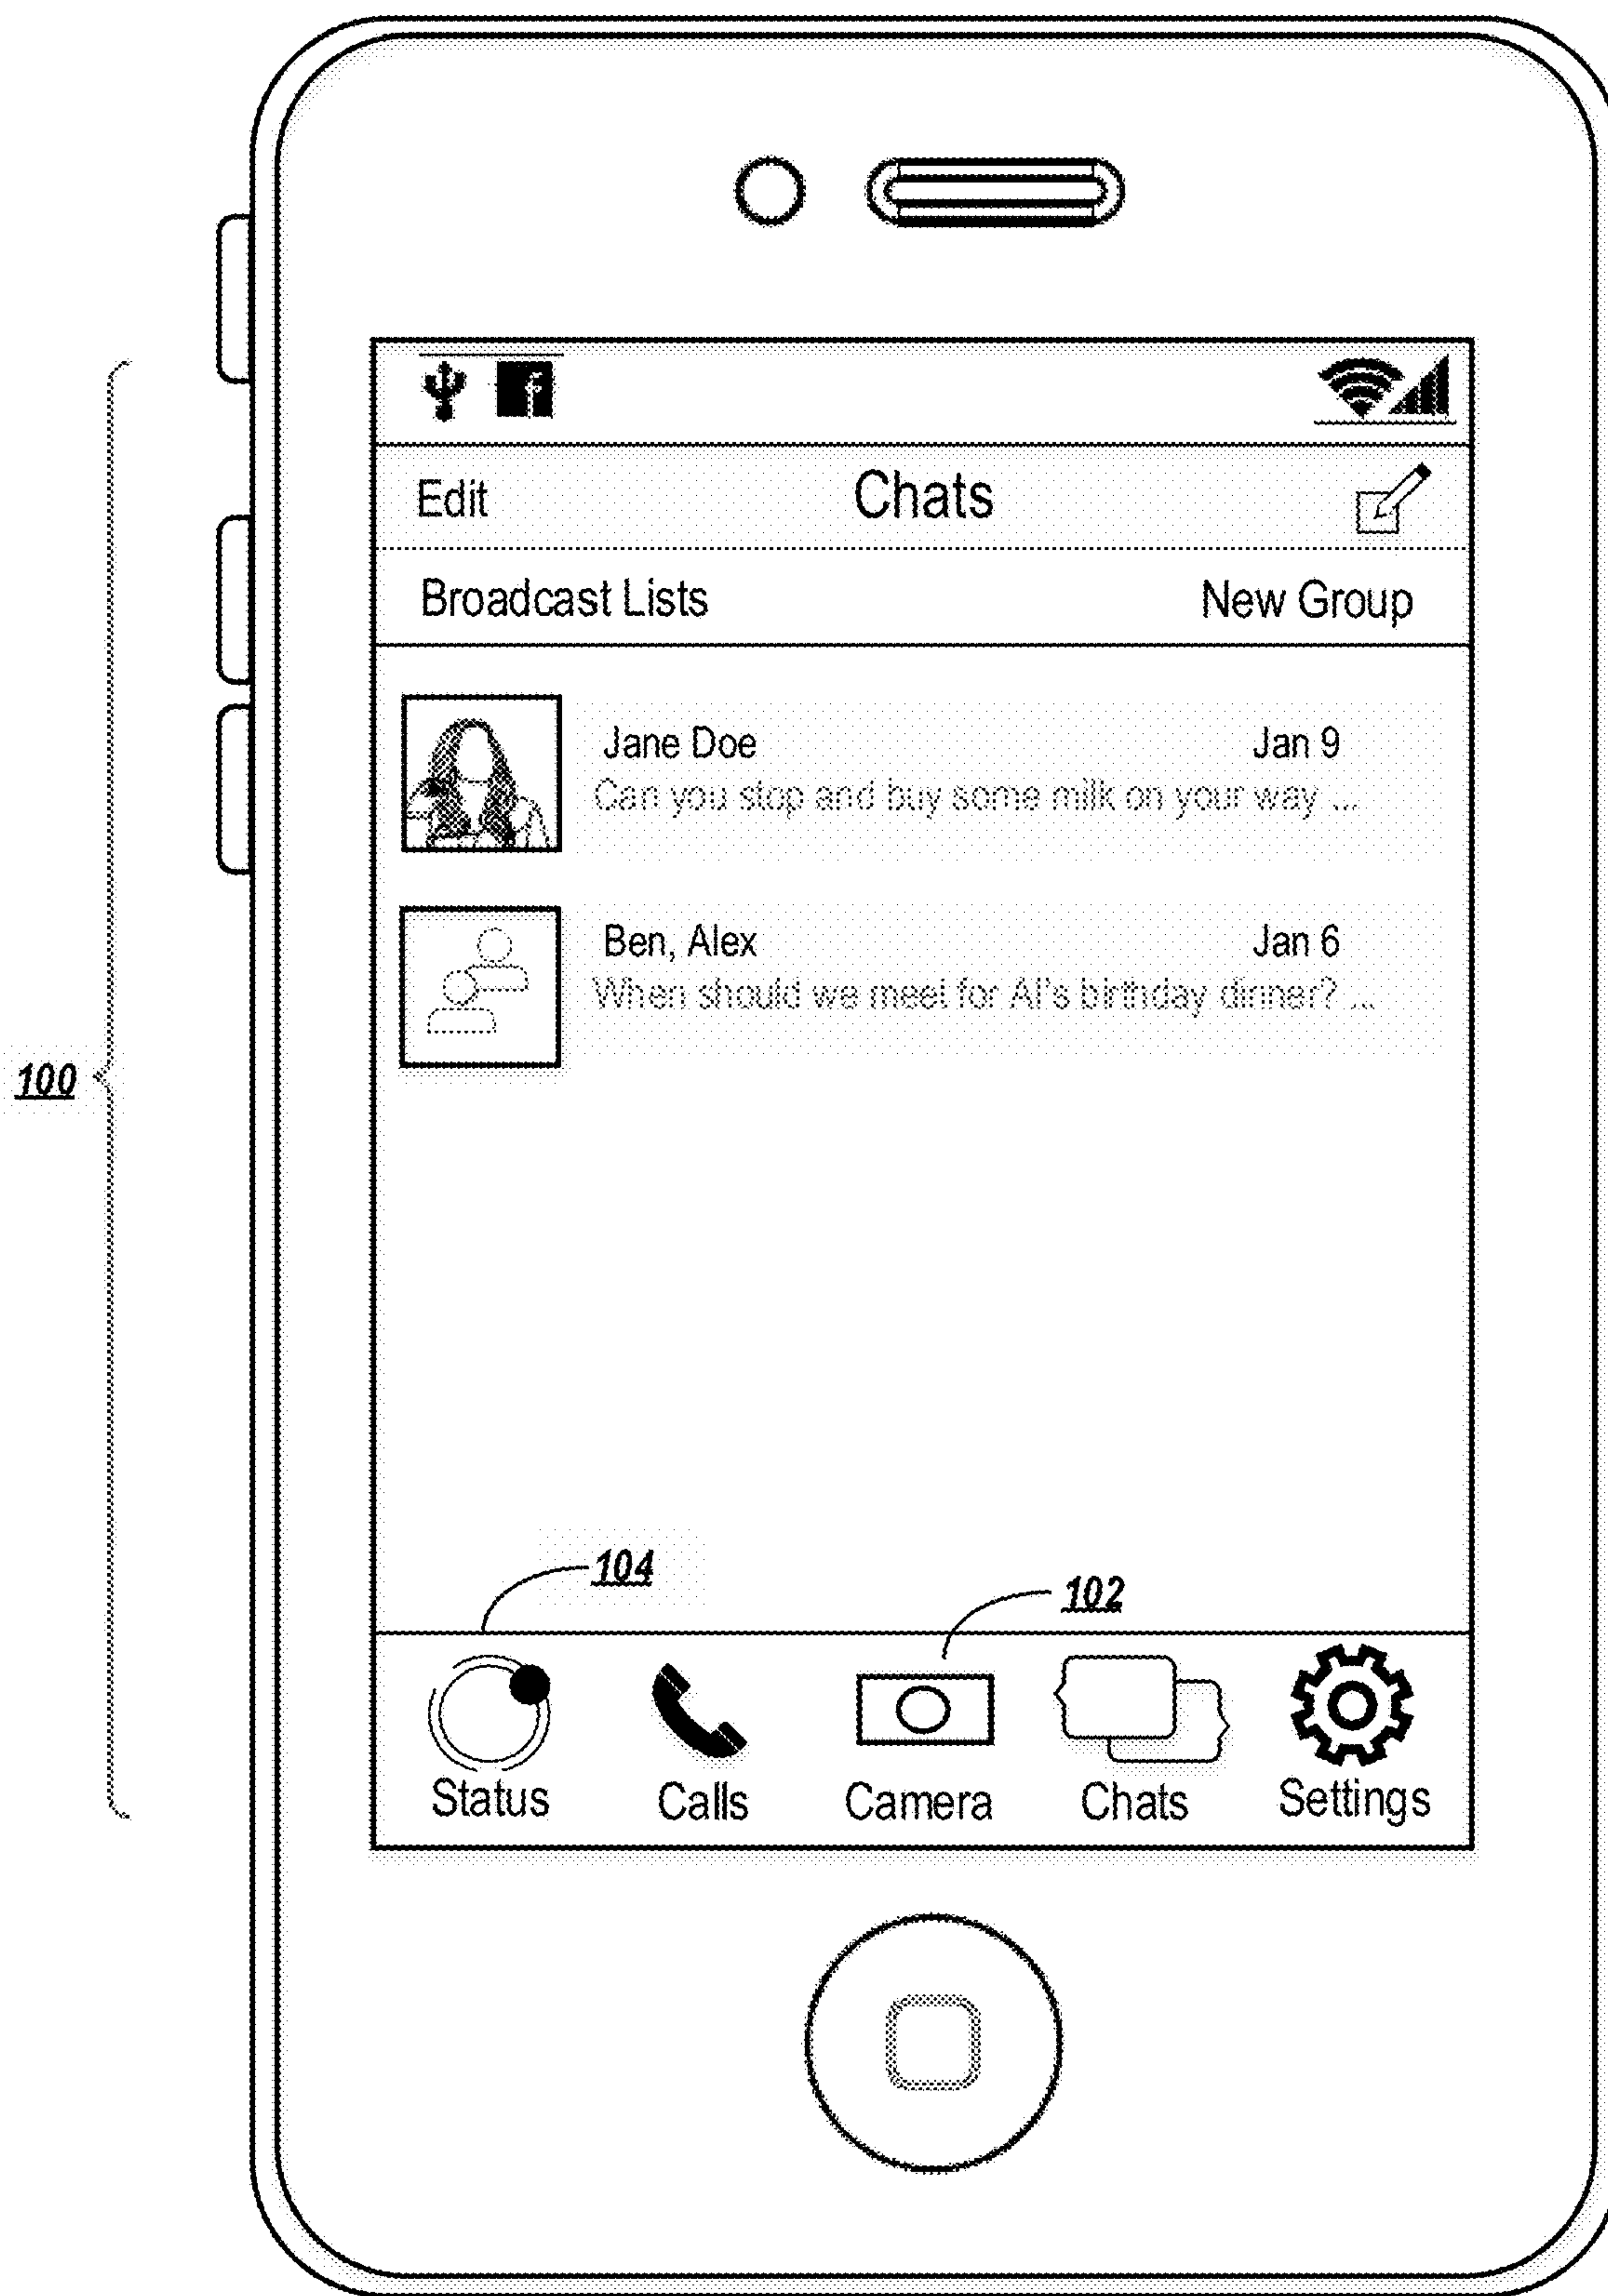 f
Edit Chats
Broadcast Lists New Group
Jane Doe Jan 9
Can you stop and buy some milk on your way ...
Ben, Alex Jan 6
When should we meet for Al's birthday dinner? ...
100
104
102
Status Calls Camera Chats Settings